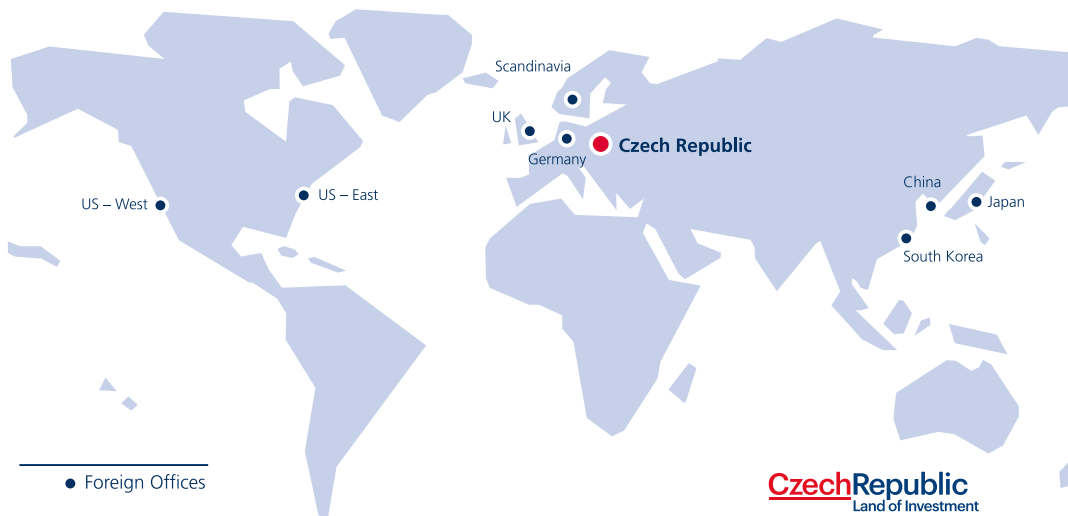 Scandinavia
UK
Czech Republic
Germany
China
US – West
US – East
Japan
South Korea
Foreign Offices
CzechRepublic
Land of Investment